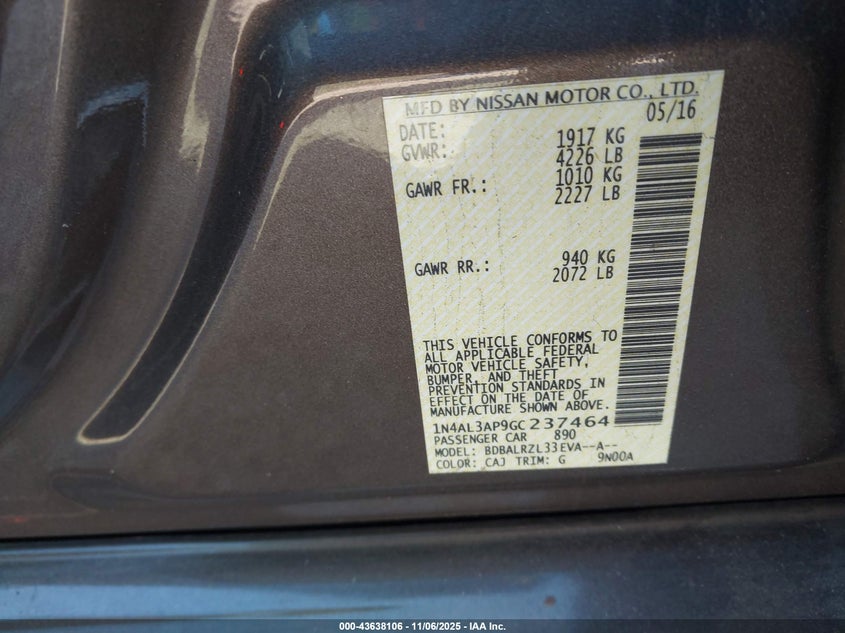 MFD BY NISSAN MOTOR CO., LTD.
DATE: 05/16
GVWR: 1917 KG
4226 LB
GAWR FR.: 1010 KG
2227 LB
GAWR RR.: 940 KG
2072 LB
THIS VEHICLE CONFORMS TO
ALL APPLICABLE FEDERAL
MOTOR VEHICLE SAFETY,
BUMPER, AND THEFT
PREVENTION STANDARDS IN
EFFECT ON THE DATE OF
MANUFACTURE SHOWN ABOVE.
1N4AL3AP9GC237464
PASSENGER CAR 890
MODEL: BDBALRZL33EVA--A--
COLOR: CAJ TRIM: G 9N00A
000-43638106 - 11/06/2025 - IAA Inc.